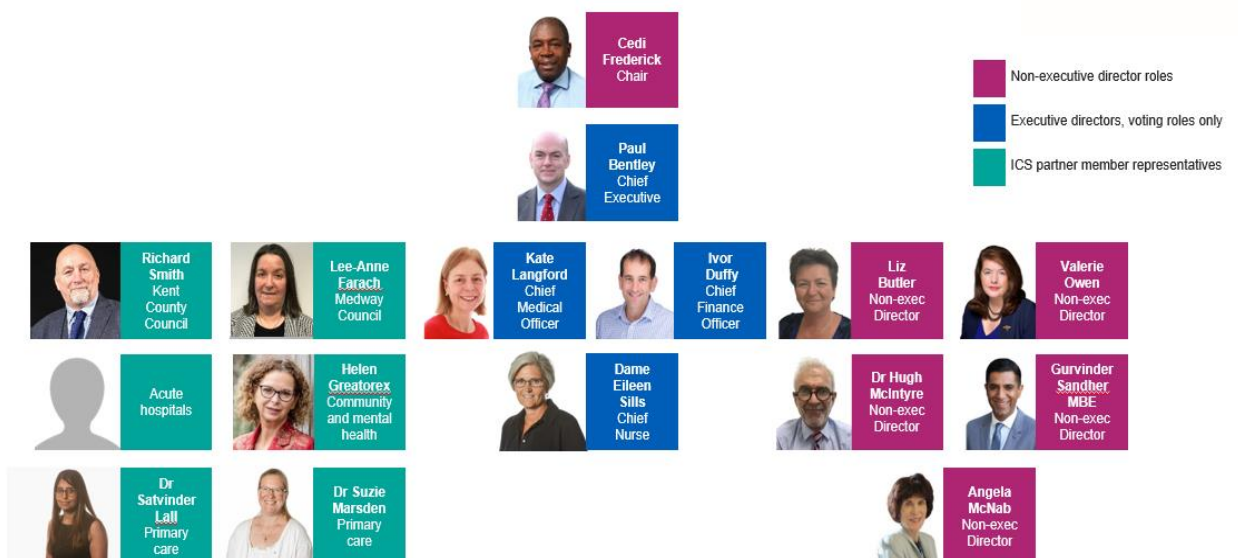 Cedi
Frederick
Chair
Non-executive director roles
Paul
Bentley
Chief
Executive
Executive directors, voting roles only
ICS partner member representatives
Richard
Smith
Kent
County
Council
Lee-Anne
Farach
Medway
Council
Kate
Langford
Chief
Medical
Officer
Ivor
Duffy
Chief
Finance
Officer
Liz
Butler
Non-exec
Director
Valerie
Owen
Non-exec
Director
Acute
hospitals
Helen
Greatorex
Community
and mental
health
Dame
Eileen
Sills
Chief
Nurse
Dr Hugh
McIntyre
Non-exec
Director
Gurvinder
Sandher
MBE
Non-exec
Director
Dr
Satvinder
Lall
Primary
care
Dr Suzie
Marsden
Primary
care
Angela
McNab
Non-exec
Director